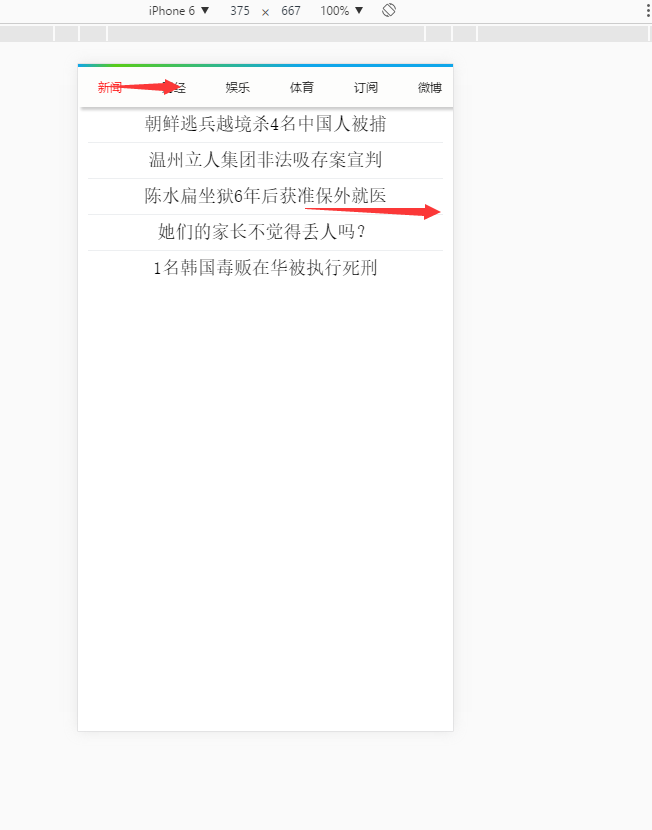 iPhone 6 ▼ 375 × 667 100% ▼
新闻 经 娱乐 体育 订阅 微博
朝鲜逃兵越境杀4名中国人被捕
温州立人集团非法吸存案宣判
陈水扁坐狱6年后获准保外就医
她们的家长不觉得丢人吗?
1名韩国毒贩在华被执行死刑